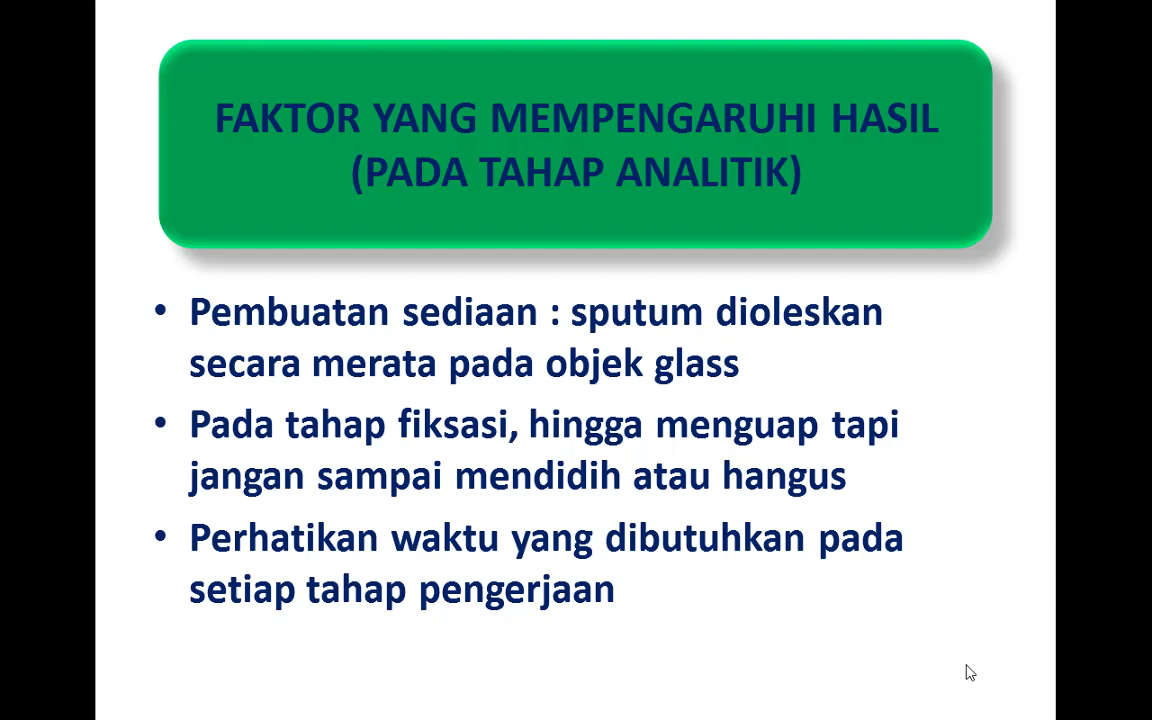 FAKTOR YANG MEMPENGARUHI HASIL
(PADA TAHAP ANALITIK)
• Pembuatan sediaan : sputum dioleskan
secara merata pada objek glass
• Pada tahap fiksasi, hingga menguap tapi
jangan sampai mendidih atau hangus
• Perhatikan waktu yang dibutuhkan pada
setiap tahap pengerjaan